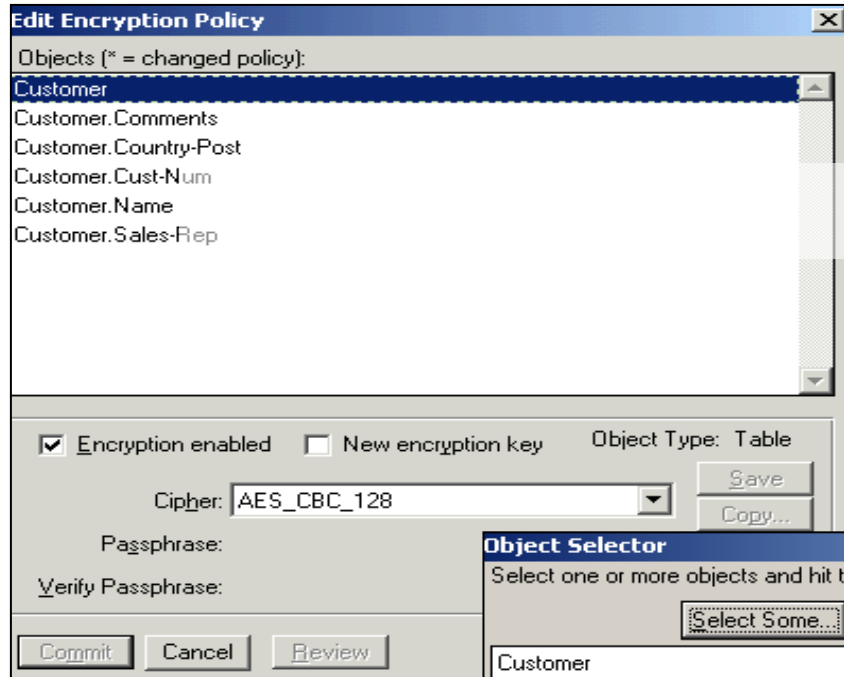 Edit Encryption Policy
Objects (* = changed policy):
Customer
Customer.Comments
Customer.Country-Post
Customer.Cust-Num
Customer.Name
Customer.Sales-Rep
Encryption enabled New encryption key Object Type: Table
Save
Cipher: AES_CBC_128
Copy...
Passphrase:
Verify Passphrase:
Object Selector
Select one or more objects and hit t
Select Some...
Commit Cancel Review
Customer